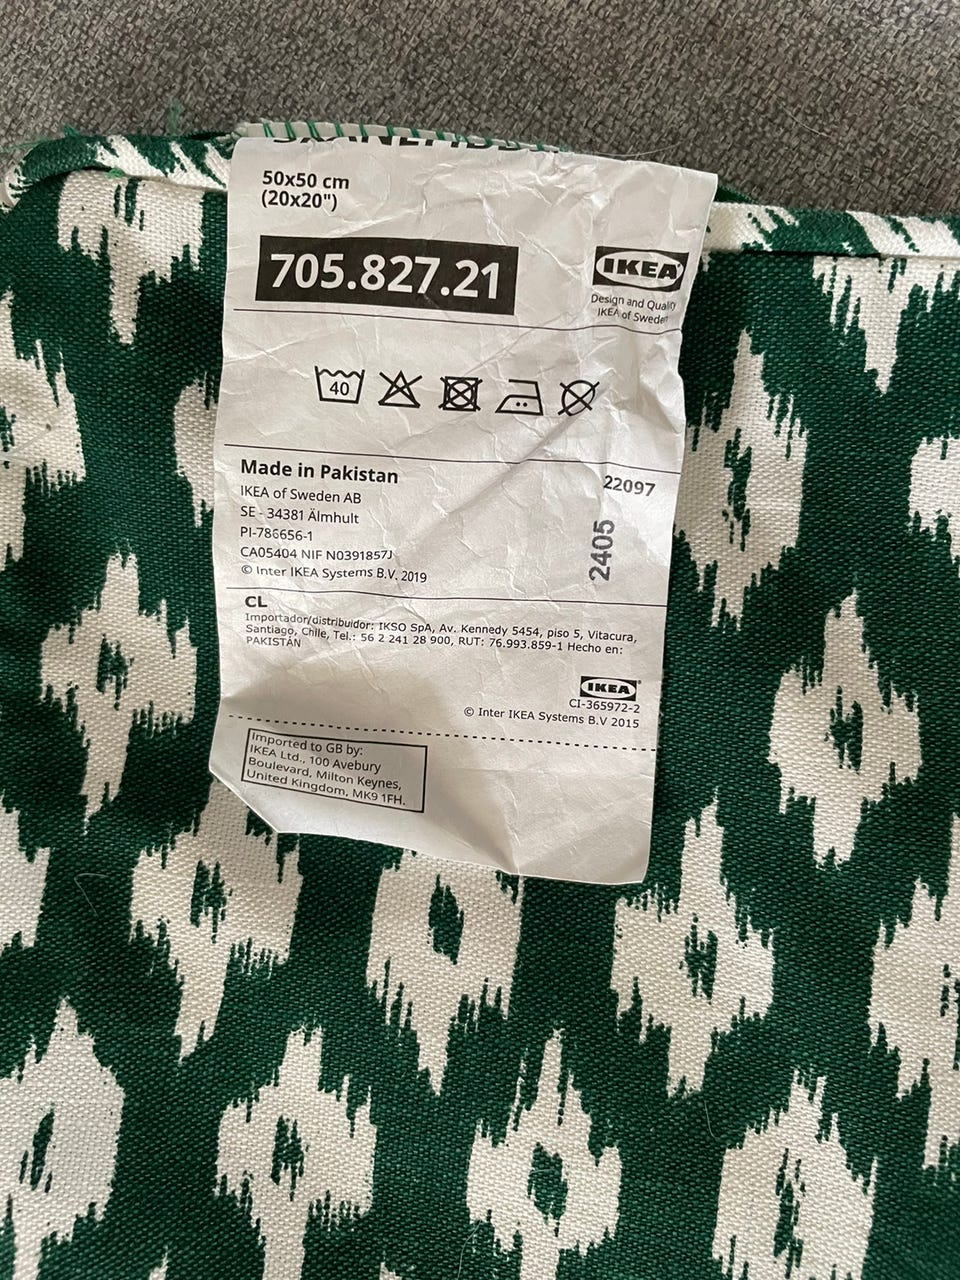 50x50 cm
(20x20")
705.827.21
IKEA
Design and Quality
IKEA of Sweden
40
Made in Pakistan
22097
IKEA of Sweden AB
SE - 34381 Älmhult
PI-786656-1
CA05404 NIF N0391857J
© Inter IKEA Systems B.V. 2019
2405
CL
Importador/distribuidor: IKSO SpA, Av. Kennedy 5454, piso 5, Vitacura,
Santiago, Chile, Tel.: 56 2 241 28 900, RUT: 76.993.859-1 Hecho en:
PAKISTÁN
IKEA
CI-365972-2
© Inter IKEA Systems B.V 2015
Imported to GB by:
IKEA Ltd., 100 Avebury
Boulevard, Milton Keynes,
United Kingdom, MK9 1FH.